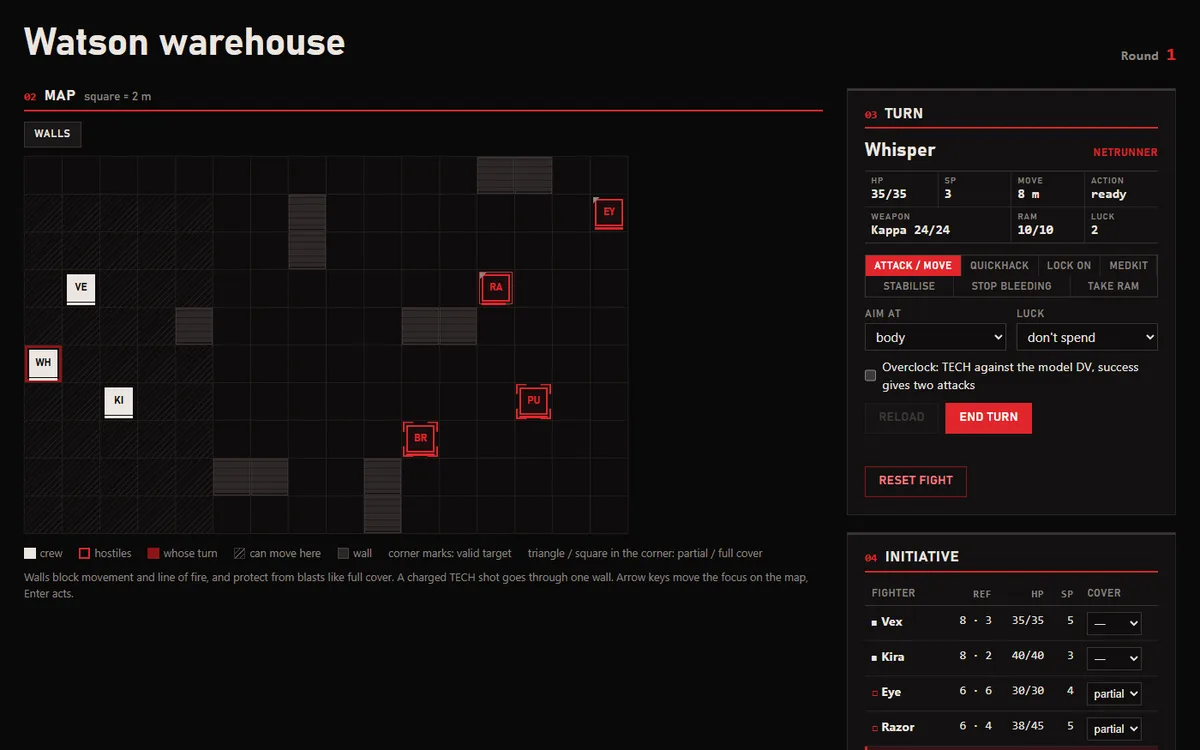 Watson warehouse
Round 1
02 MAP square = 2 m
WALLS
EY
VE
RA
WH
KI
PU
BR
crew hostiles whose turn can move here wall corner marks: valid target triangle / square in the corner: partial / full cover
Walls block movement and line of fire, and protect from blasts like full cover. A charged TECH shot goes through one wall. Arrow keys move the focus on the map,
Enter acts.
03 TURN
Whisper NETRUNNER
HP SP MOVE ACTION
35/35 3 8 m ready
WEAPON RAM LUCK
Kappa 24/24 10/10 2
ATTACK / MOVE QUICKHACK LOCK ON MEDKIT
STABILISE STOP BLEEDING TAKE RAM
AIM AT LUCK
body don't spend
Overclock: TECH against the model DV, success
gives two attacks
RELOAD END TURN
RESET FIGHT
04 INITIATIVE
FIGHTER REF HP SP COVER
Vex 8 · 3 35/35 5 —
Kira 8 · 2 40/40 3 —
Eye 6 · 6 30/30 4 partial
Razor 6 · 4 38/45 5 partial